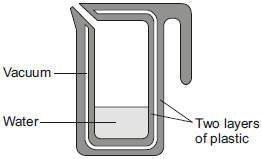 Vacuum
Water
Two layers
of plastic